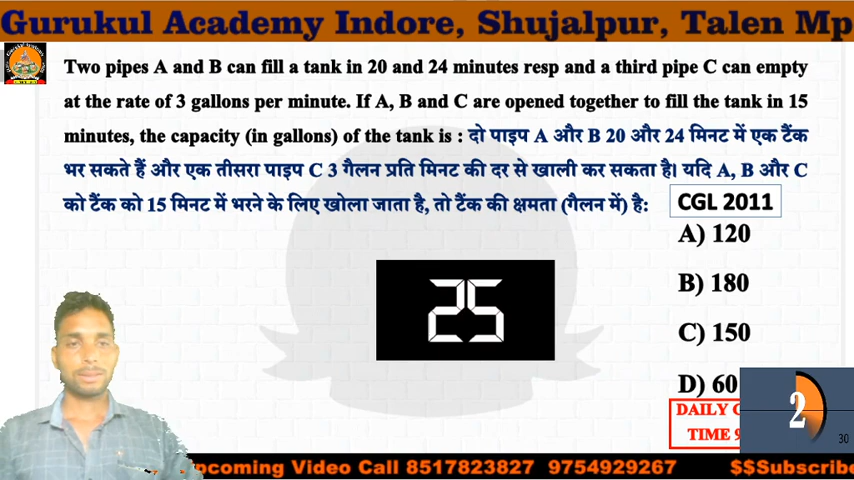 Gurukul Academy Indore, Shujalpur, Talen Mp
Two pipes A and B can fill a tank in 20 and 24 minutes resp and a third pipe C can empty
at the rate of 3 gallons per minute. If A, B and C are opened together to fill the tank in 15
minutes, the capacity (in gallons) of the tank is : दो पाइप A और B 20 और 24 मिनट में एक टैंक
भर सकते हैं और एक तीसरा पाइप C 3 गैलन प्रति मिनट की दर से खाली कर सकता है। यदि A, B और C
को टैंक को 15 मिनट में भरने के लिए खोला जाता है, तो टैंक की क्षमता (गैलन में) है:
CGL 2011
A) 120
B) 180
C) 150
D) 60
25
2
30
DAILY
TIME 9
pcoming Video Call 8517823827 9754929267 $$Subscribe